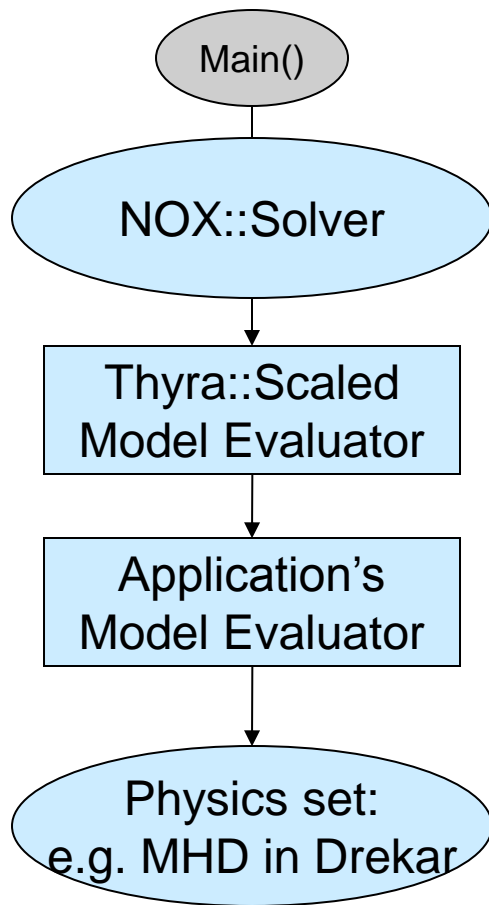 Main()
NOX::Solver
Thyra::Scaled
Model Evaluator
Application’s
Model Evaluator
Physics set:
e.g. MHD in Drekar